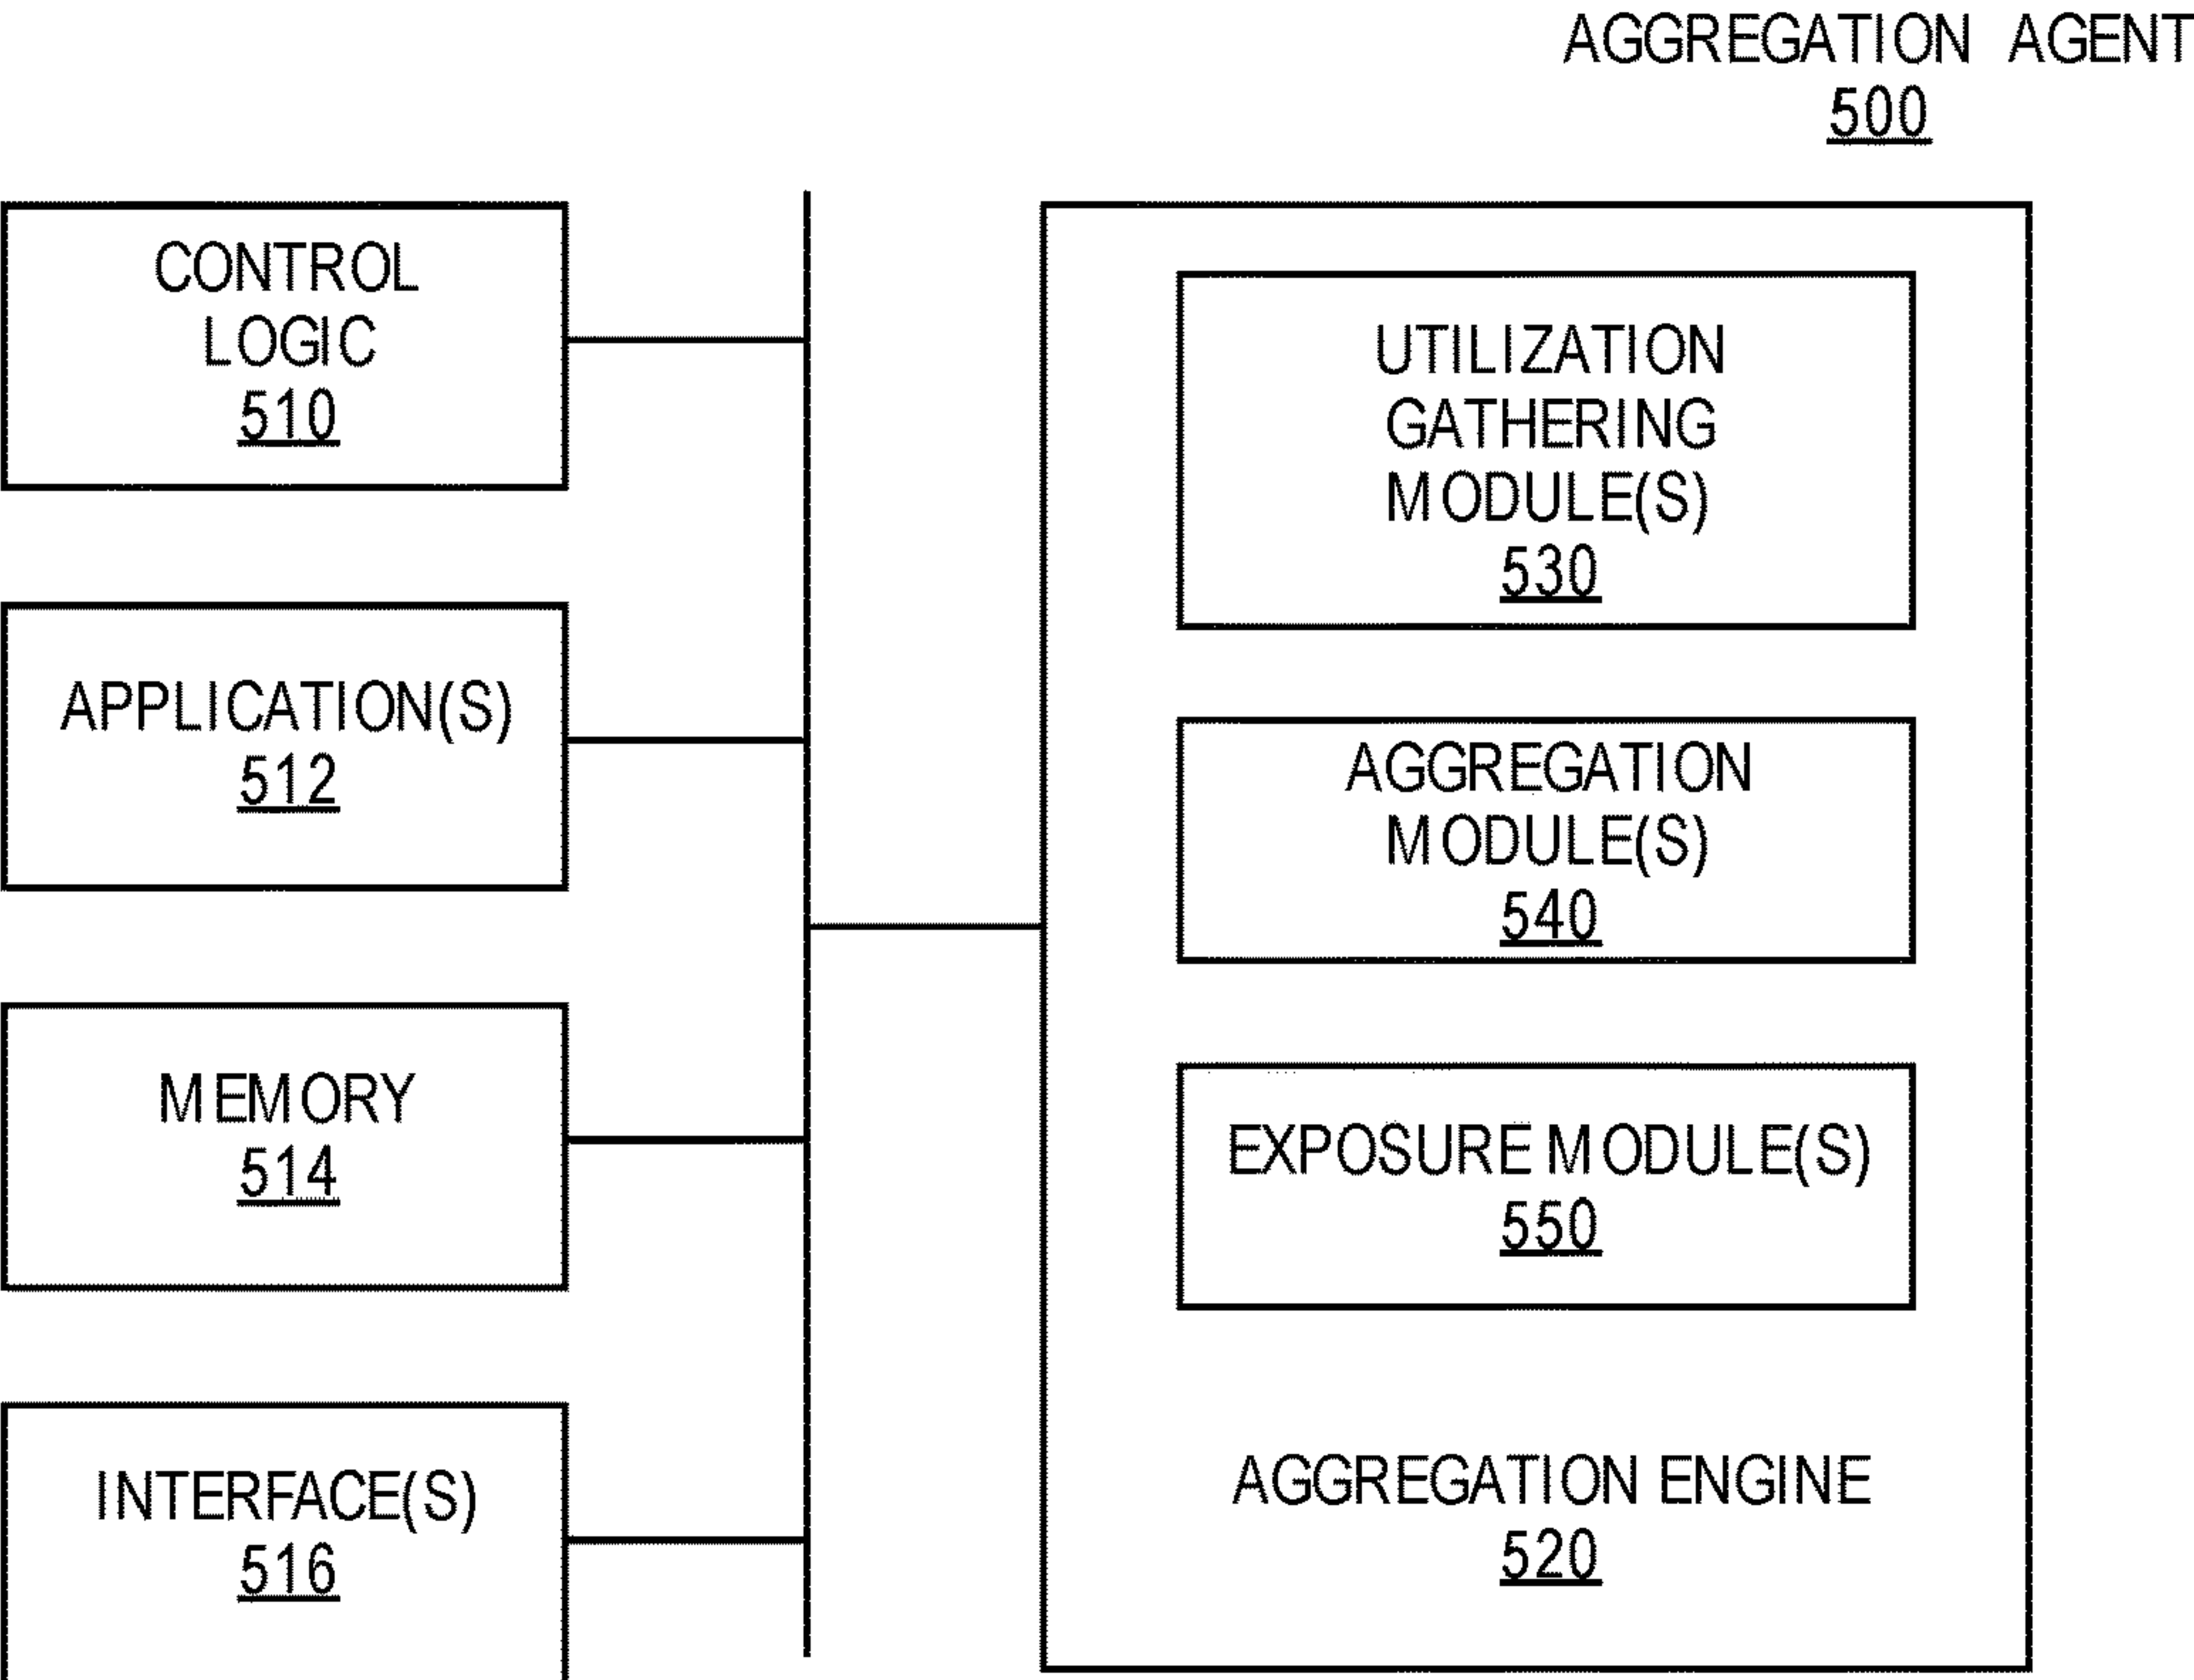 AGGREGATION AGENT
500
CONTROL
LOGIC
510
APPLICATION(S)
512
MEMORY
514
INTERFACE(S)
516
UTILIZATION
GATHERING
MODULE(S)
530
AGGREGATION
MODULE(S)
540
EXPOSURE MODULE(S)
550
AGGREGATION ENGINE
520